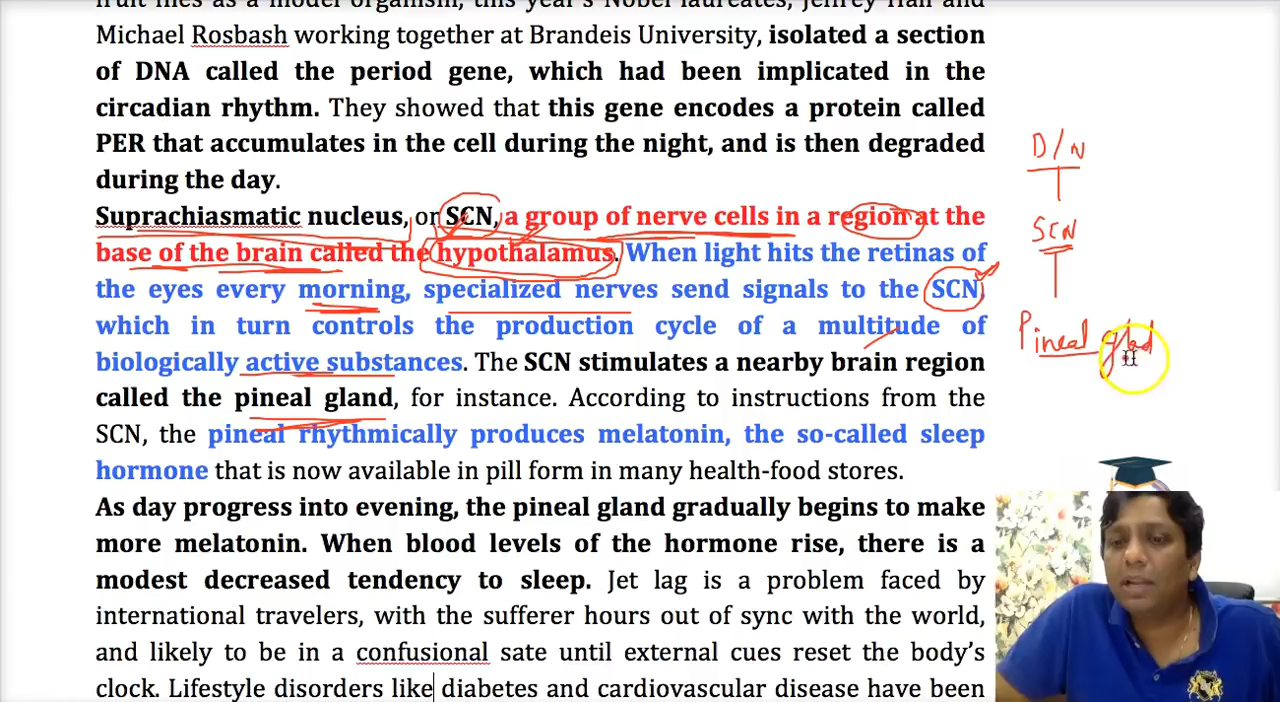 fruit flies as a model organism, this year's Nobel laureates, Jeffrey Hall and
Michael Rosbash working together at Brandeis University, isolated a section
of DNA called the period gene, which had been implicated in the
circadian rhythm. They showed that this gene encodes a protein called
PER that accumulates in the cell during the night, and is then degraded
during the day.
Suprachiasmatic nucleus, or SCN, a group of nerve cells in a region at the
base of the brain called the hypothalamus. When light hits the retinas of
the eyes every morning, specialized nerves send signals to the SCN,
which in turn controls the production cycle of a multitude of
biologically active substances. The SCN stimulates a nearby brain region
called the pineal gland, for instance. According to instructions from the
SCN, the pineal rhythmically produces melatonin, the so-called sleep
hormone that is now available in pill form in many health-food stores.
As day progress into evening, the pineal gland gradually begins to make
more melatonin. When blood levels of the hormone rise, there is a
modest decreased tendency to sleep. Jet lag is a problem faced by
international travelers, with the sufferer hours out of sync with the world,
and likely to be in a confusional sate until external cues reset the body's
clock. Lifestyle disorders like diabetes and cardiovascular disease have been
D/N
SCN
Pineal glad